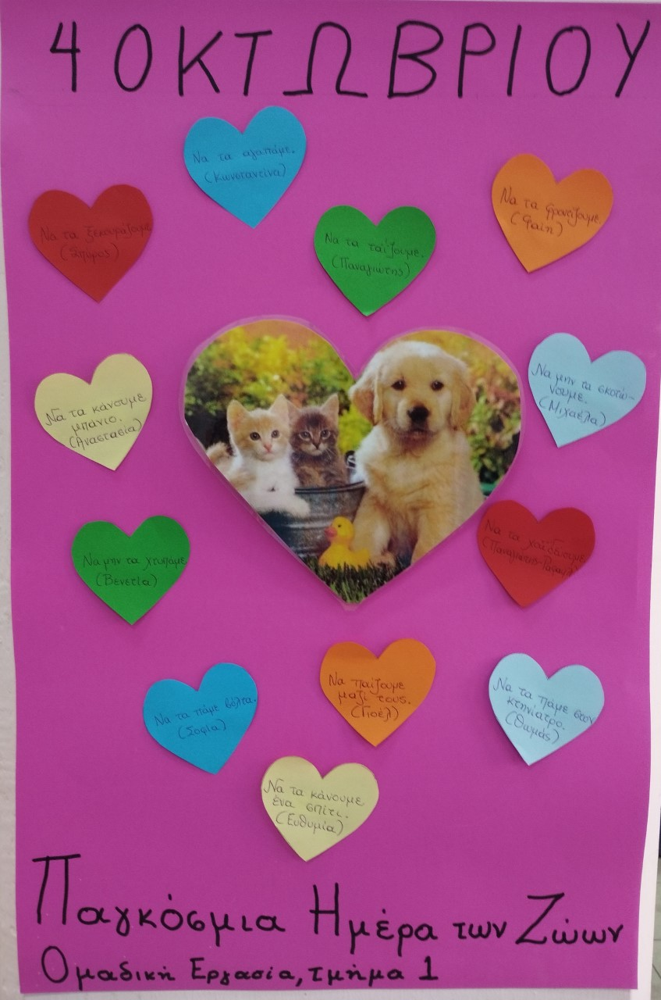 4 ΟΚΤΩΒΡΙΟΥ
Να τα αγαπάμε.
(Κωνσταντίνα)
Να τα φροντίζουμε.
(Φαίη)
Να τα ξεκουράζουμε
(Σπύρος)
Να τα ταΐζουμε.
(Παναγιώτης)
Να τα κάνουμε
μπάνιο.
(Αναστασία)
Να μην τα σκοτώ-
νουμε.
(Μιχαέλα)
Να μην τα χτυπάμε
(Βενετία)
Να τα χαϊδεύουμε
(Παναγιώτης-Ραφαήλ)
Να τα πάμε βόλτα.
(Σοφία)
Να παίζουμε
μαζί τους.
(Γιοέλ)
Να τα πάμε στον
κτηνίατρο.
(Θωμάς)
Να τα κάνουμε
ένα σπίτι.
(Ευθυμία)
Παγκόσμια Ημέρα των Ζώων
Ομαδική Εργασία, τμήμα 1